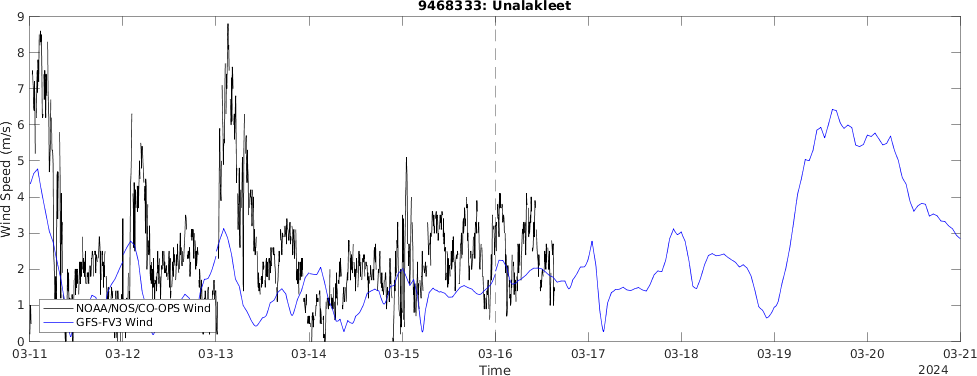 9468333: Unalakleet
Wind Speed (m/s)
9
8
7
6
5
4
3
2
1
0
NOAA/NOS/CO-OPS Wind
GFS-FV3 Wind
03-11 03-12 03-13 03-14 03-15 03-16 03-17 03-18 03-19 03-20 03-21
Time
2024